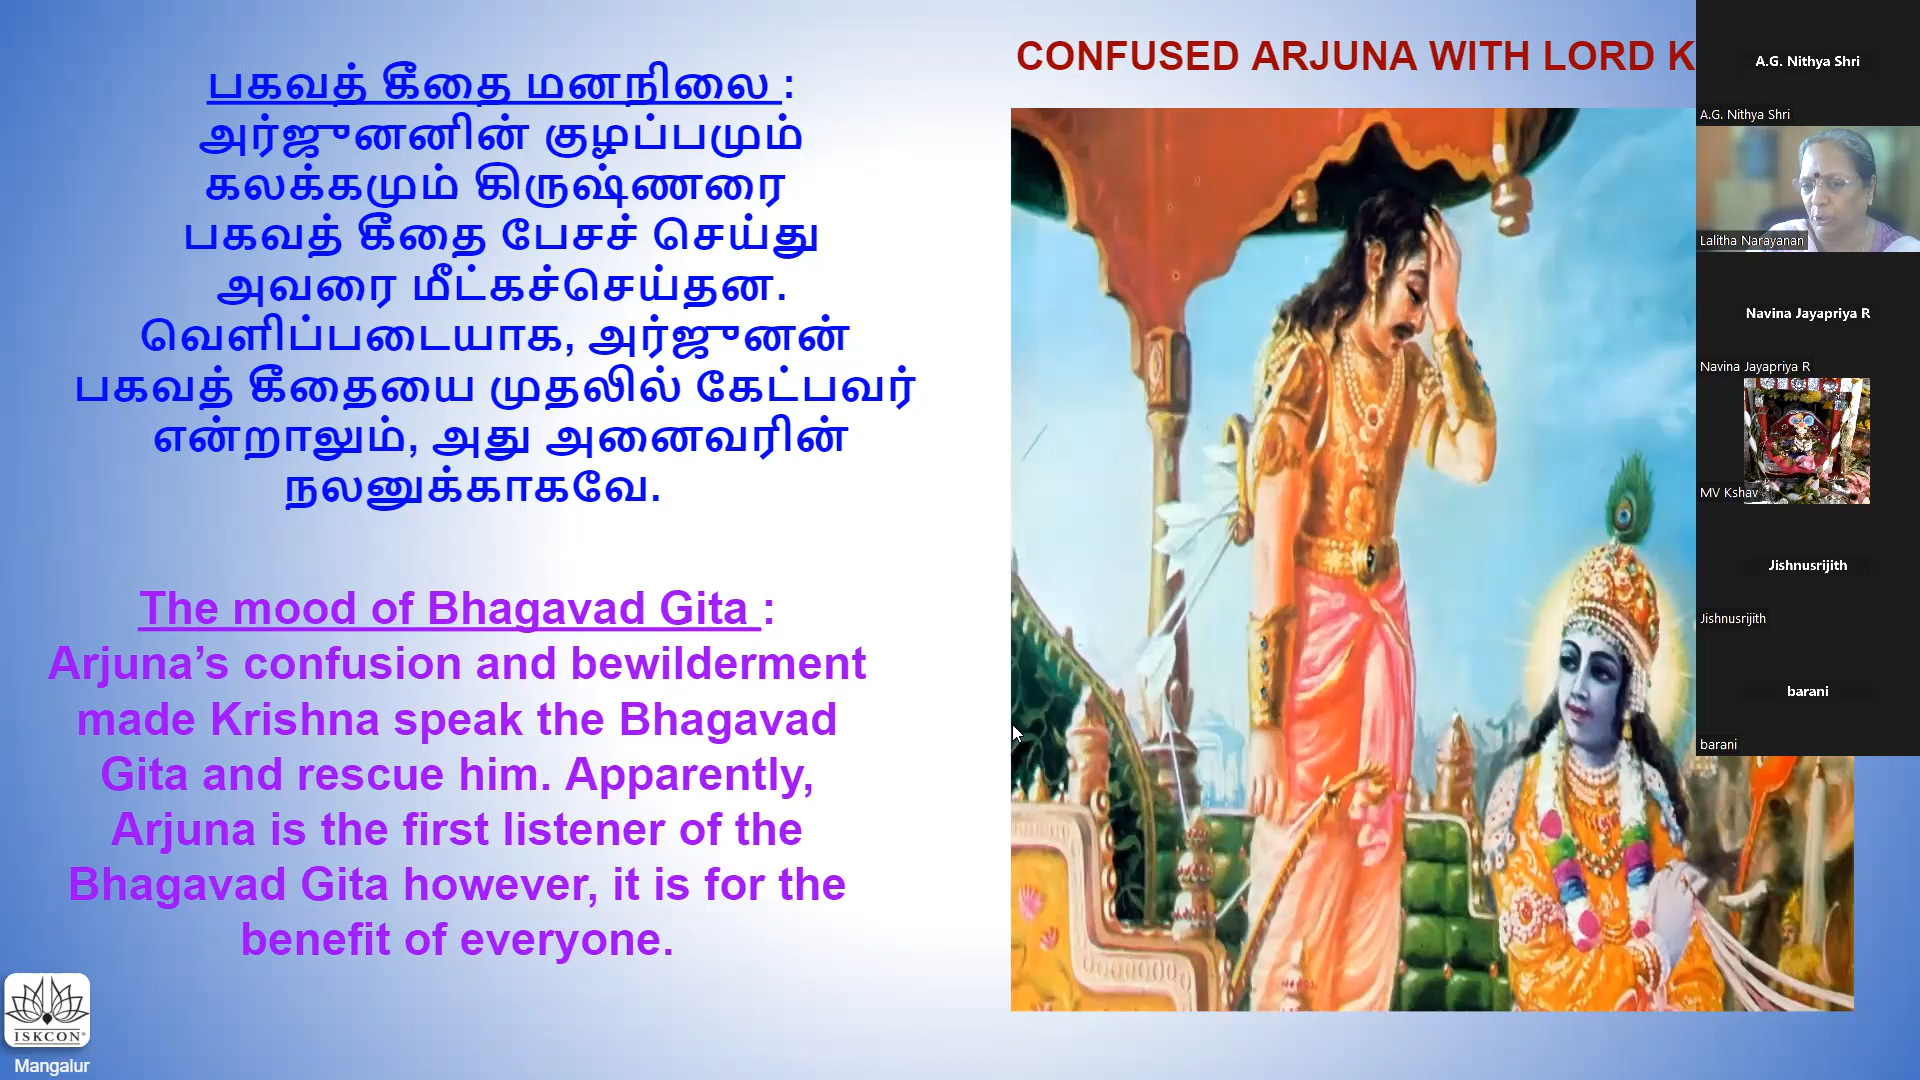 பகவத் கீதை மனநிலை :
அர்ஜுனனின் குழப்பமும்
கலக்கமும் கிருஷ்ணரை
பகவத் கீதை பேசச் செய்து
அவரை மீட்கச்செய்தன.
வெளிப்படையாக, அர்ஜுனன்
பகவத் கீதையை முதலில் கேட்பவர்
என்றாலும், அது அனைவரின்
நலனுக்காகவே.
The mood of Bhagavad Gita :
Arjuna’s confusion and bewilderment
made Krishna speak the Bhagavad
Gita and rescue him. Apparently,
Arjuna is the first listener of the
Bhagavad Gita however, it is for the
benefit of everyone.
ISKCON
Mangalur
CONFUSED ARJUNA WITH LORD K
A.G. Nithya Shri
A.G. Nithya Shri
Lalitha Narayanan
Navina Jayapriya R
Navina Jayapriya R
MV Kshav
Jishnusrijith
Jishnusrijith
barani
barani